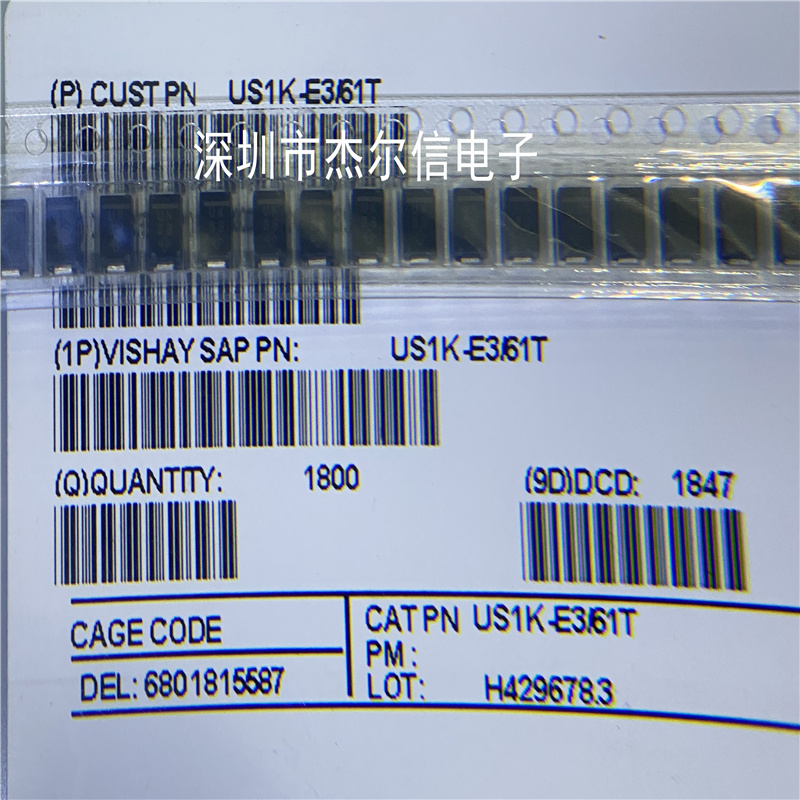 (P) CUST PN US1K-E3/61T
深圳市杰尔信电子
(1P)VISHAY SAP PN: US1K-E3/61T
(Q)QUANTITY: 1800 (9D)DCD: 1847
CAGE CODE
CAT PN US1K-E3/61T
PM :
DEL: 6801815587
LOT: H429678.3